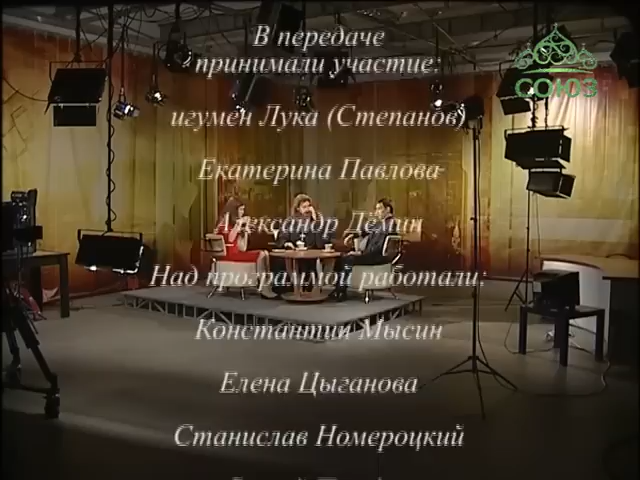 СОЮЗ
В передаче
принимали участие:
игумен Лука (Степанов)
Екатерина Павлова
Александр Дёмин
Над программой работали:
Константин Мысин
Елена Цыганова
Станислав Номероцкий